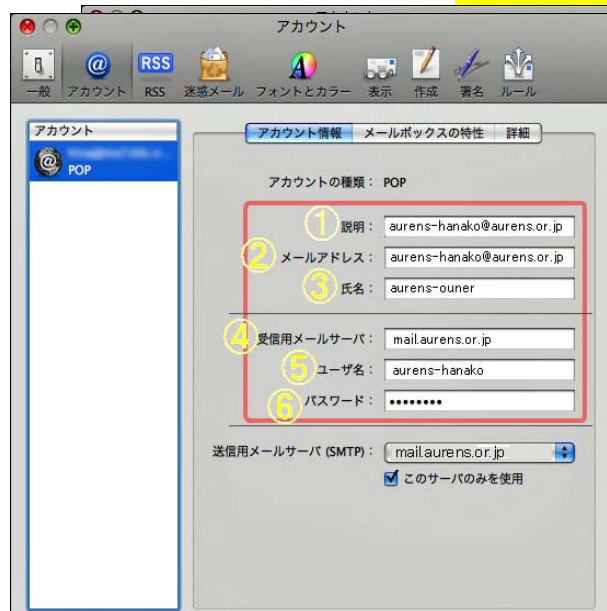 アカウント
一般 アカウント RSS 迷惑メール フォントとカラー 表示 作成 署名 ルール
アカウント
POP
アカウント情報 メールボックスの特性 詳細
アカウントの種類： POP
① 説明： aurens-hanako@aurens.or.jp
② メールアドレス： aurens-hanako@aurens.or.jp
③ 氏名： aurens-ouner
④ 受信用メールサーバ： mail.aurens.or.jp
⑤ ユーザ名： aurens-hanako
⑥ パスワード： ••••••••
送信用メールサーバ (SMTP)： mail.aurens.or.jp
このサーバのみを使用